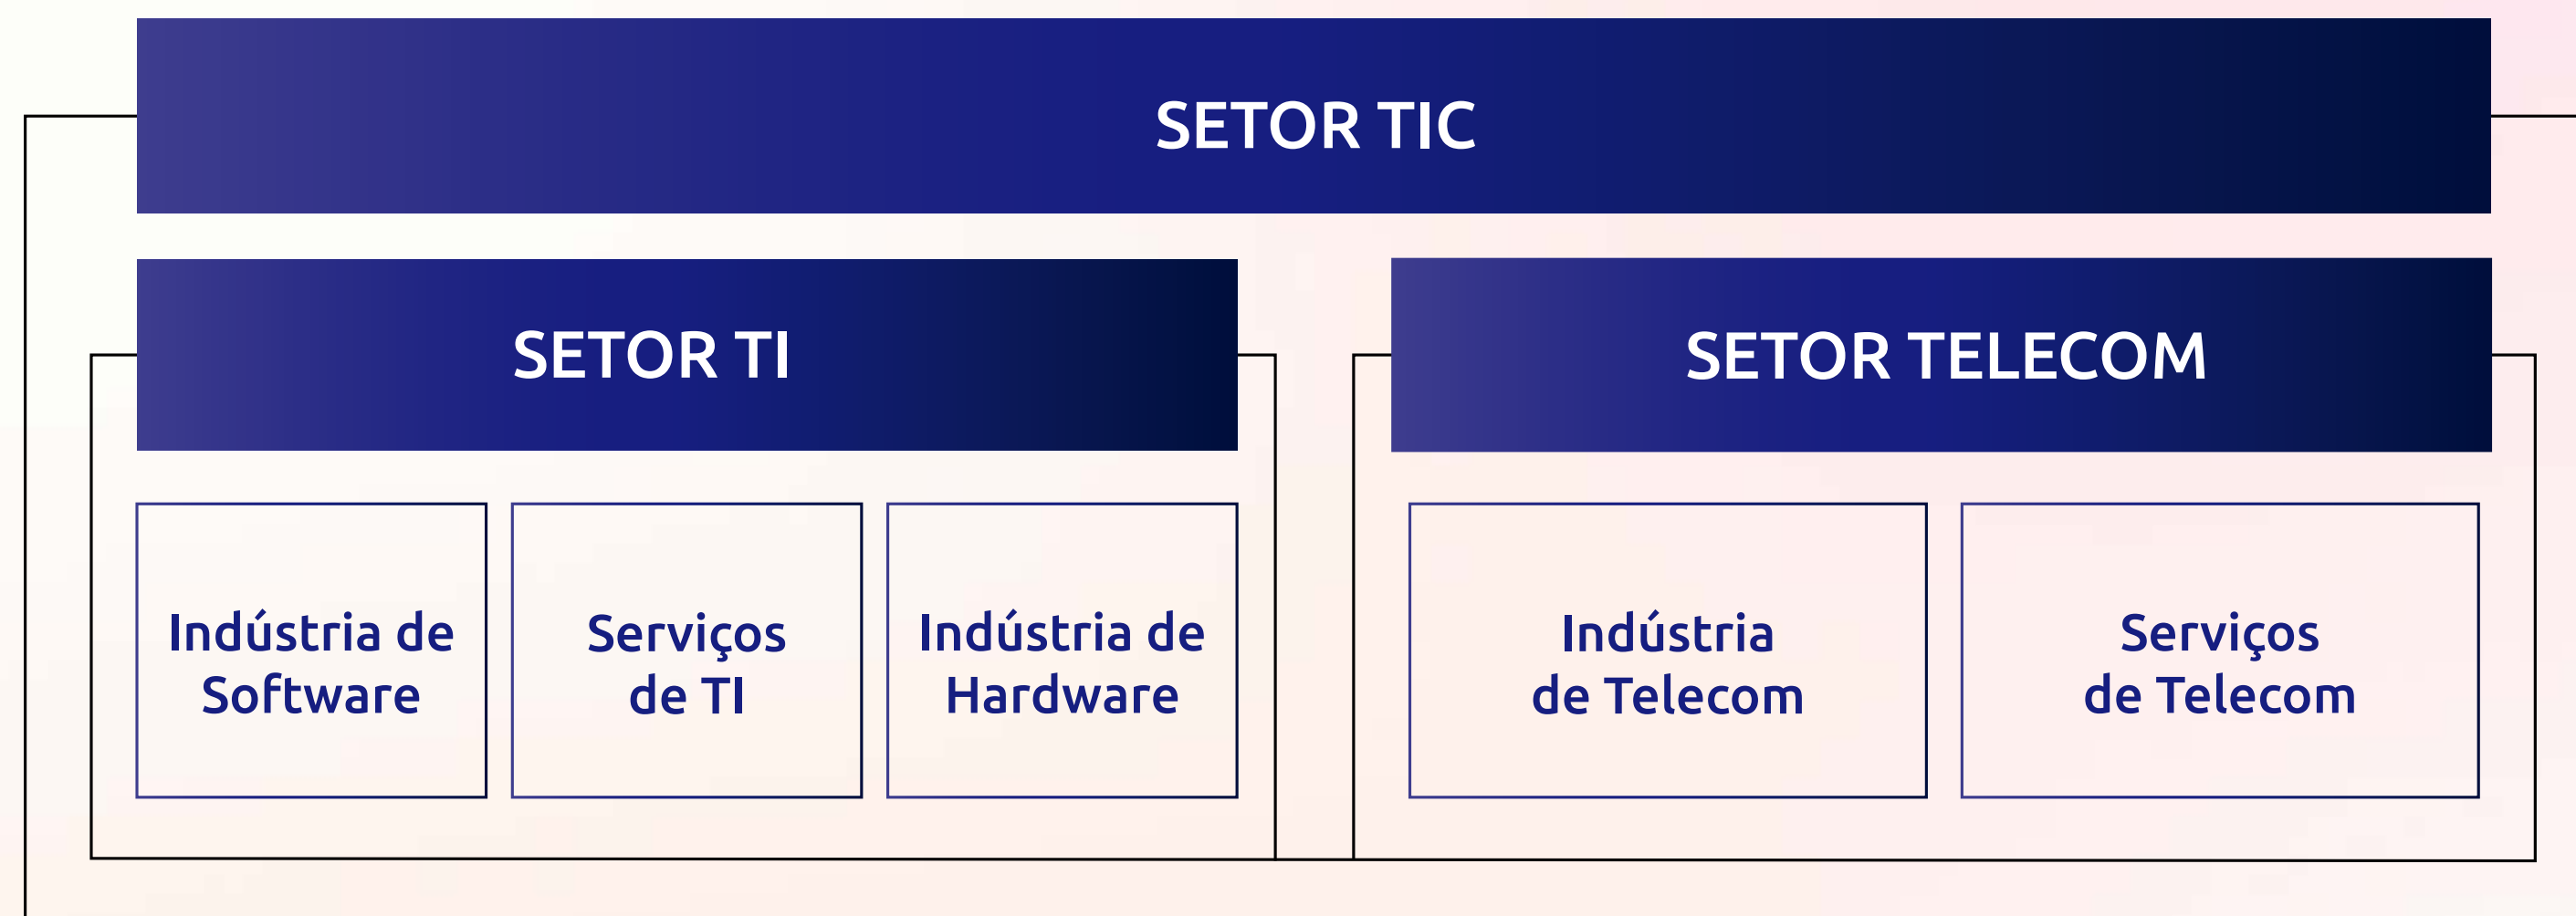 SETOR TIC
SETOR TI
SETOR TELECOM
Indústria de
Software
Serviços
de TI
Indústria de
Hardware
Indústria
de Telecom
Serviços
de Telecom